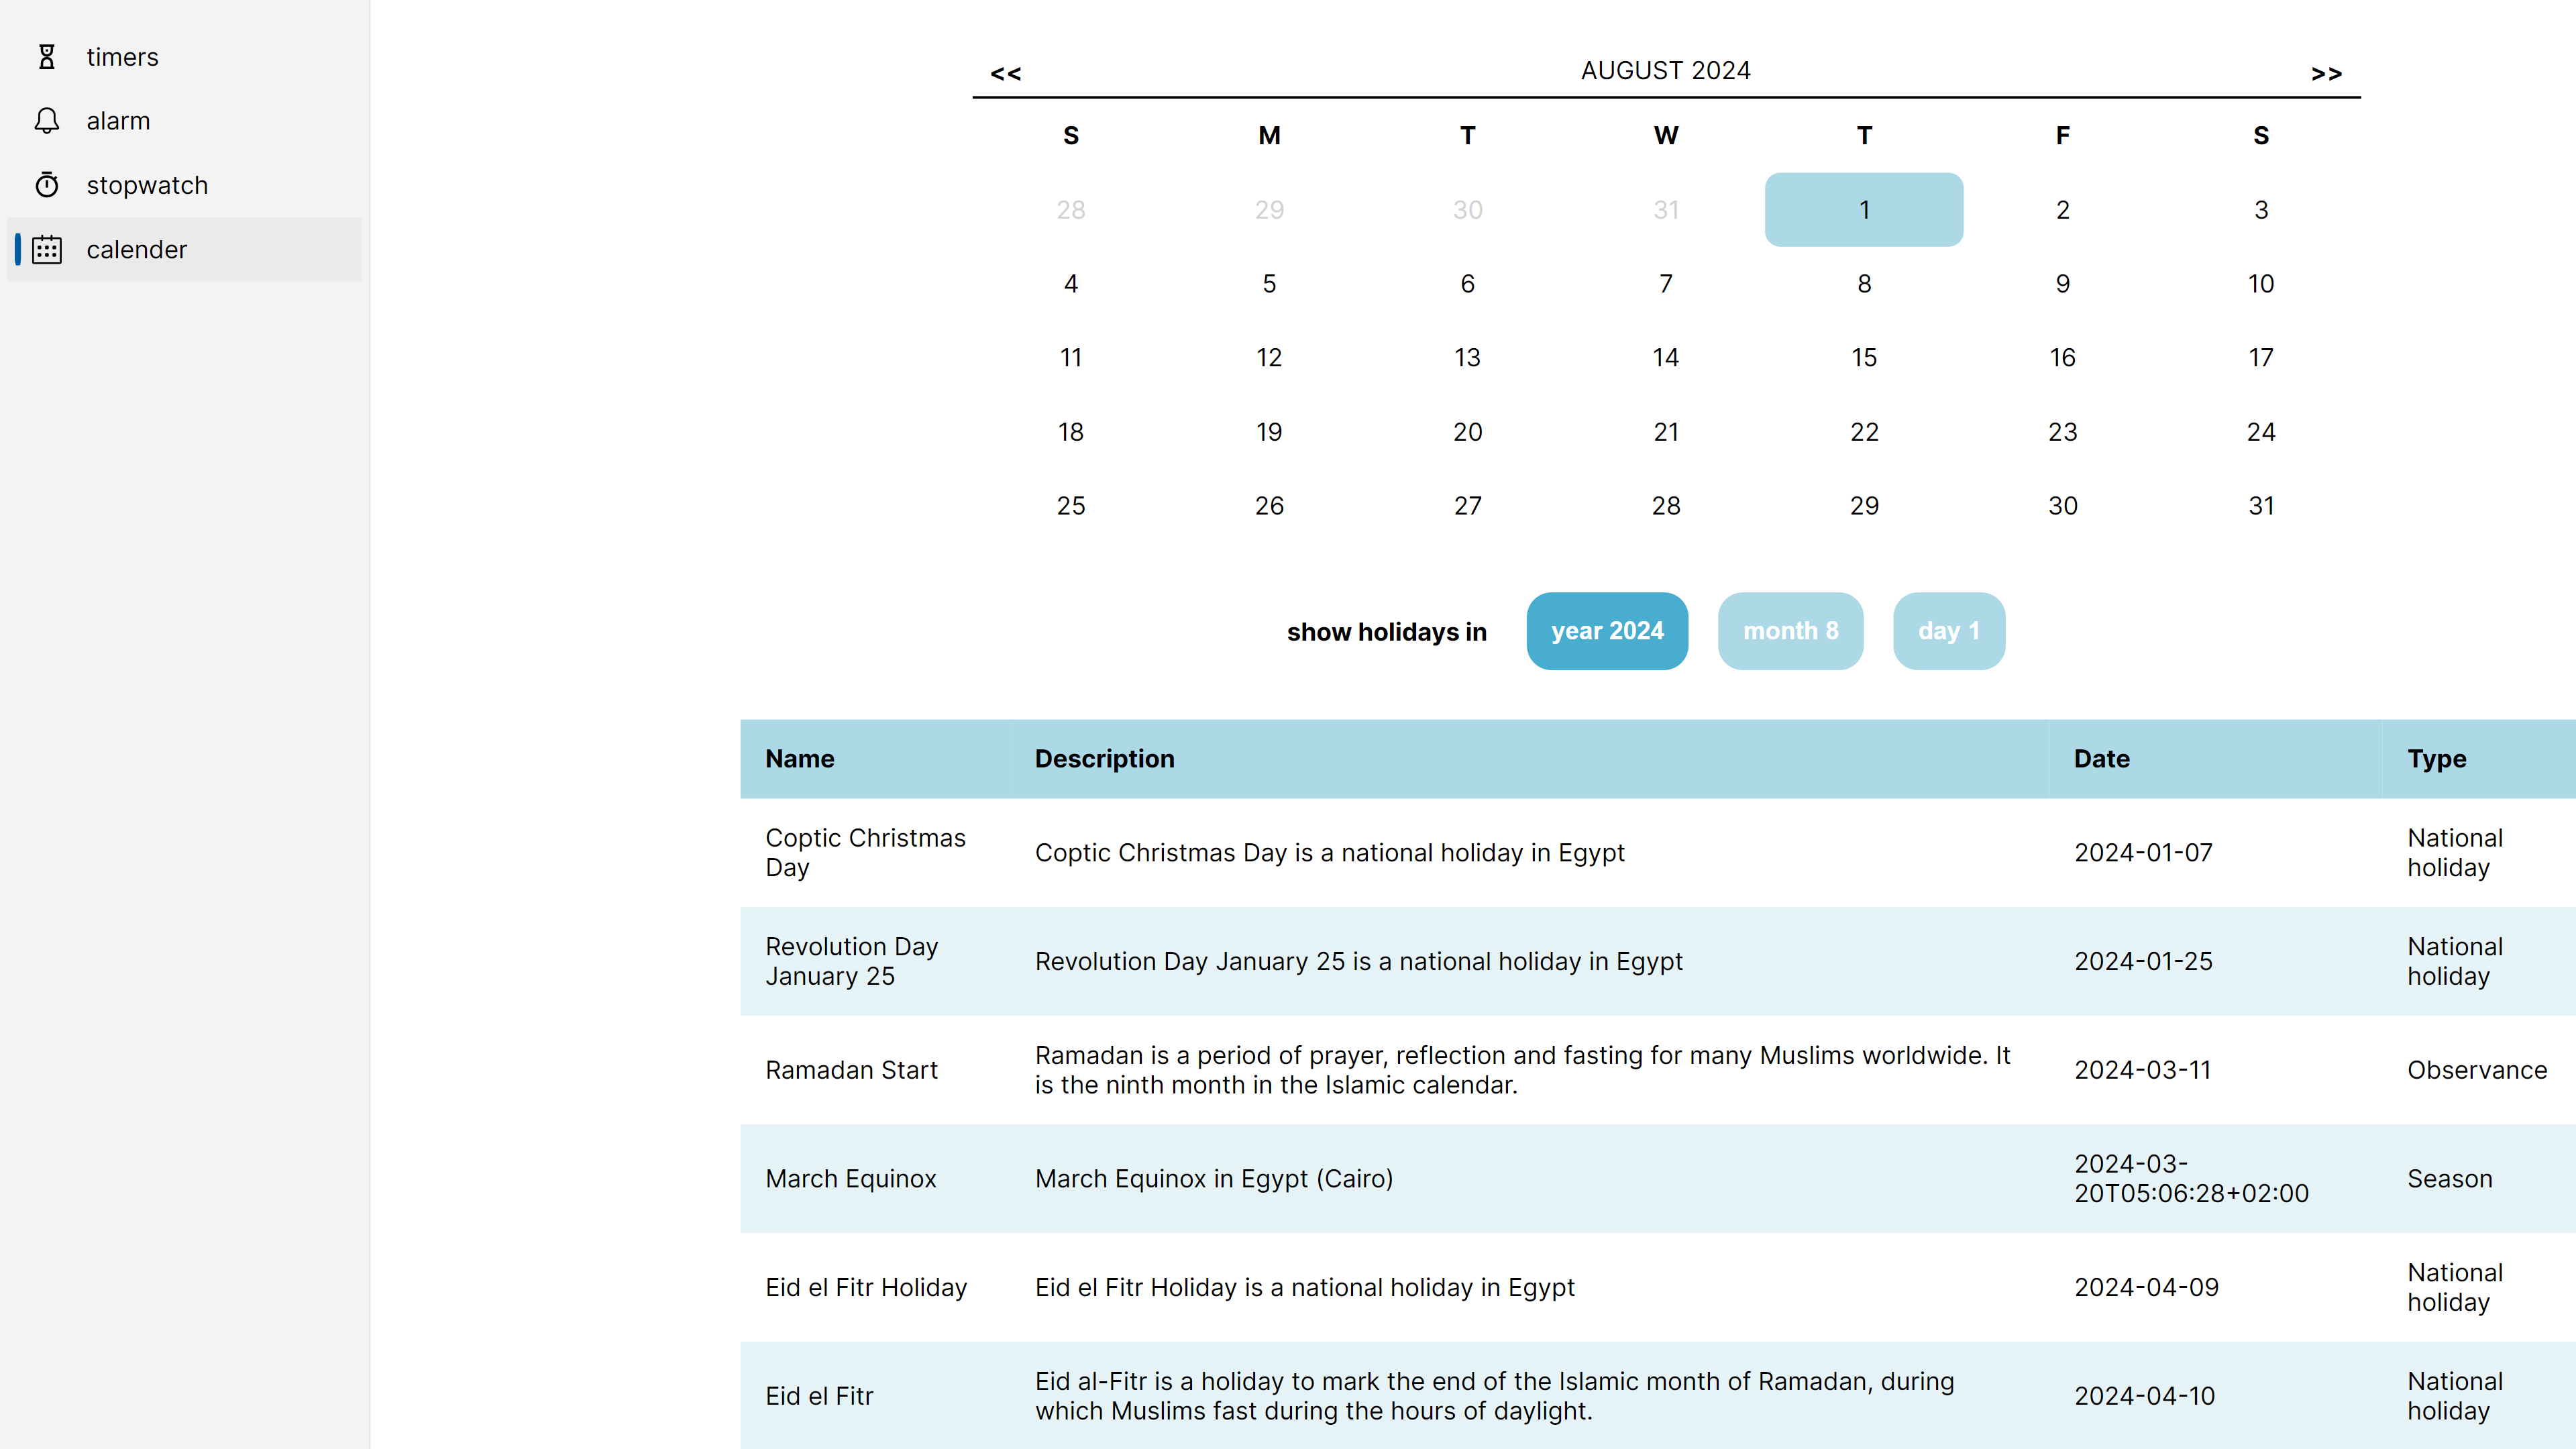 timers
alarm
stopwatch
calender
<< AUGUST 2024 >>
S M T W T F S
28 29 30 31 1 2 3
4 5 6 7 8 9 10
11 12 13 14 15 16 17
18 19 20 21 22 23 24
25 26 27 28 29 30 31
show holidays in year 2024 month 8 day 1
Name Description Date Type
Coptic Christmas
Day
Coptic Christmas Day is a national holiday in Egypt
2024-01-07
National
holiday
Revolution Day
January 25
Revolution Day January 25 is a national holiday in Egypt
2024-01-25
National
holiday
Ramadan Start
Ramadan is a period of prayer, reflection and fasting for many Muslims worldwide. It
is the ninth month in the Islamic calendar.
2024-03-11
Observance
March Equinox
March Equinox in Egypt (Cairo)
2024-03-
20T05:06:28+02:00
Season
Eid el Fitr Holiday
Eid el Fitr Holiday is a national holiday in Egypt
2024-04-09
National
holiday
Eid el Fitr
Eid al-Fitr is a holiday to mark the end of the Islamic month of Ramadan, during
which Muslims fast during the hours of daylight.
2024-04-10
National
holiday